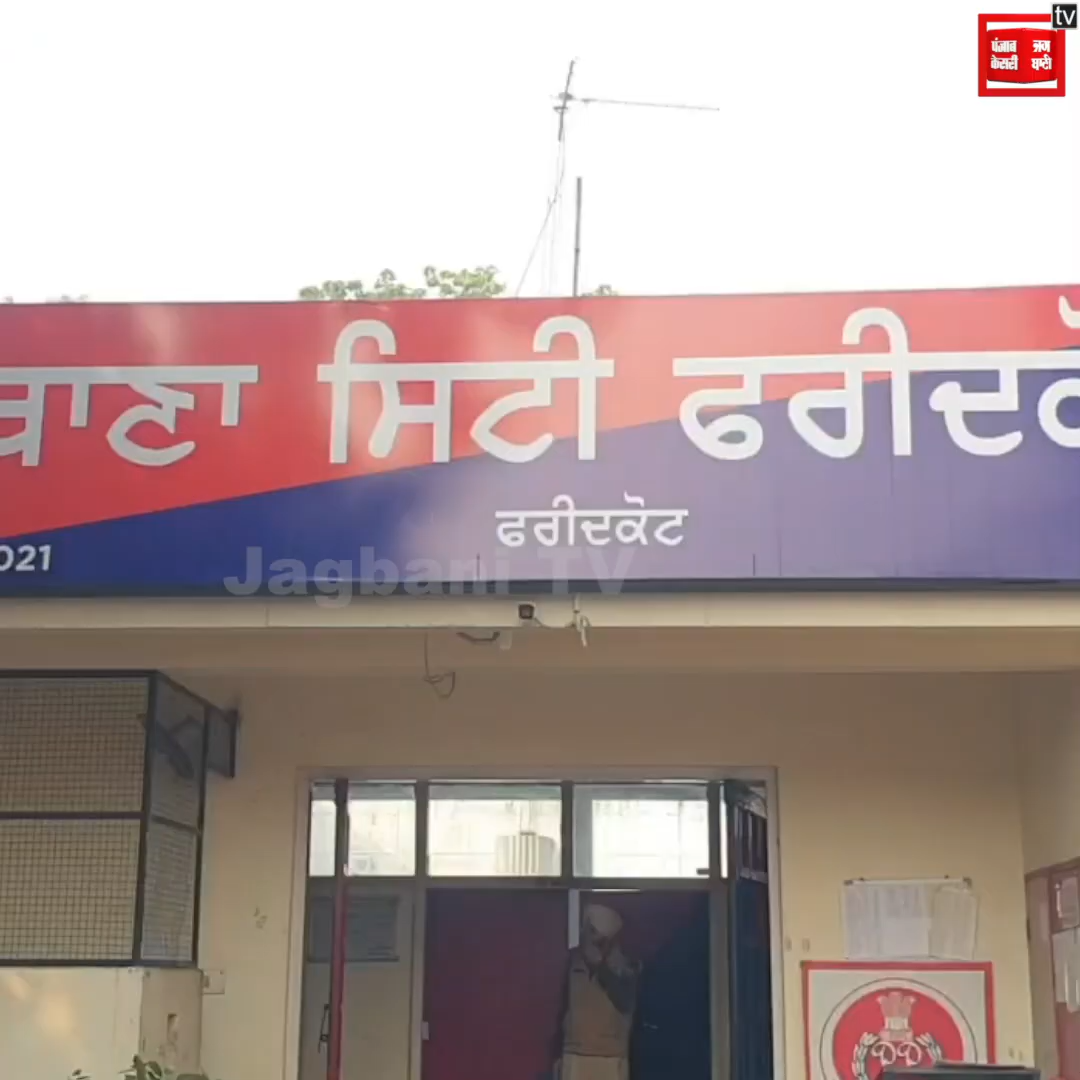 tv
ਪੰਜਾਬ ਜਗ
ਕੇਸਰੀ ਬਾਣੀ
ਥਾਣਾ ਸਿਟੀ ਫਰੀਦਕੋ
ਫਰੀਦਕੋਟ
021
Jagbani TV